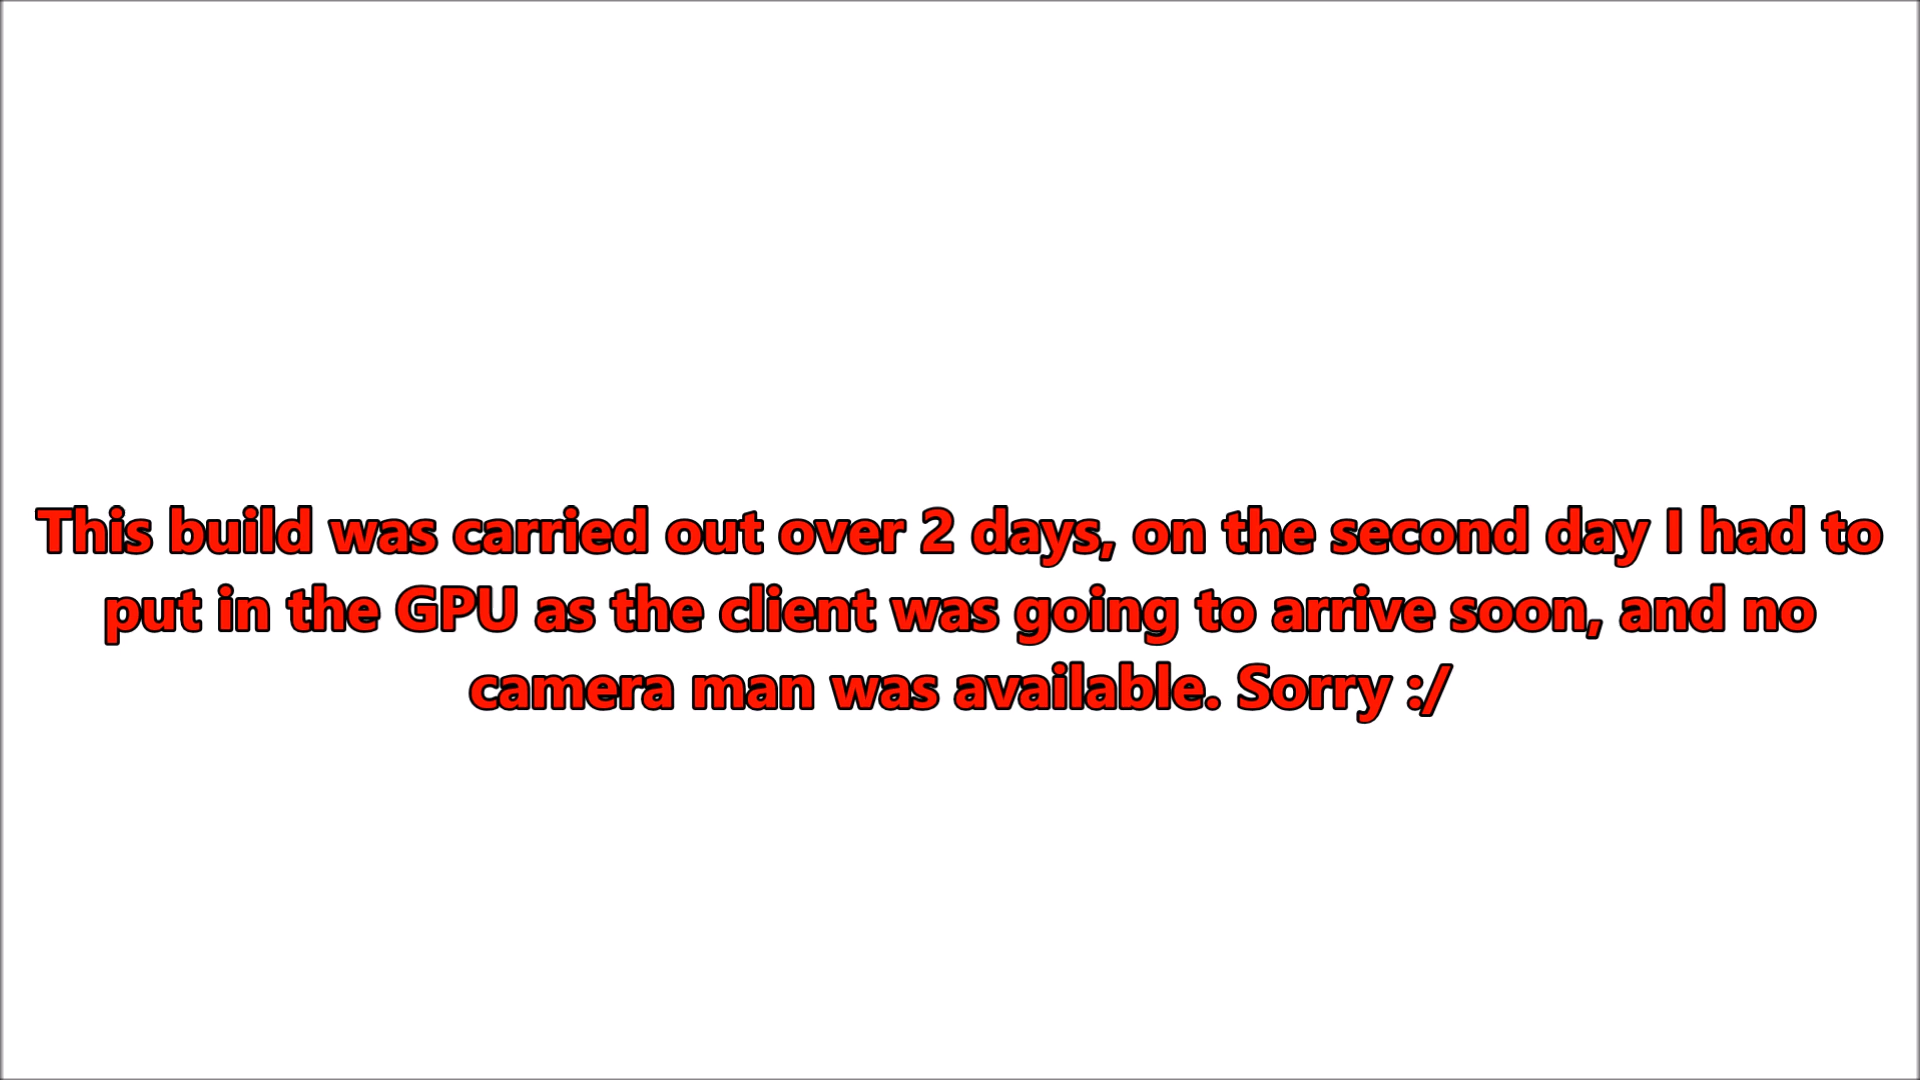 This build was carried out over 2 days, on the second day I had to
put in the GPU as the client was going to arrive soon, and no
camera man was available. Sorry :/